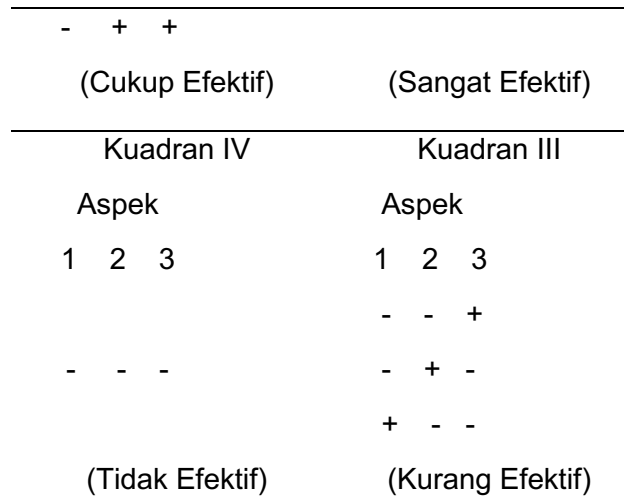 - + +
(Cukup Efektif) (Sangat Efektif)
Kuadran IV Kuadran III
Aspek Aspek
1 2 3 1 2 3
- - +
- - - - + -
+ - -
(Tidak Efektif) (Kurang Efektif)